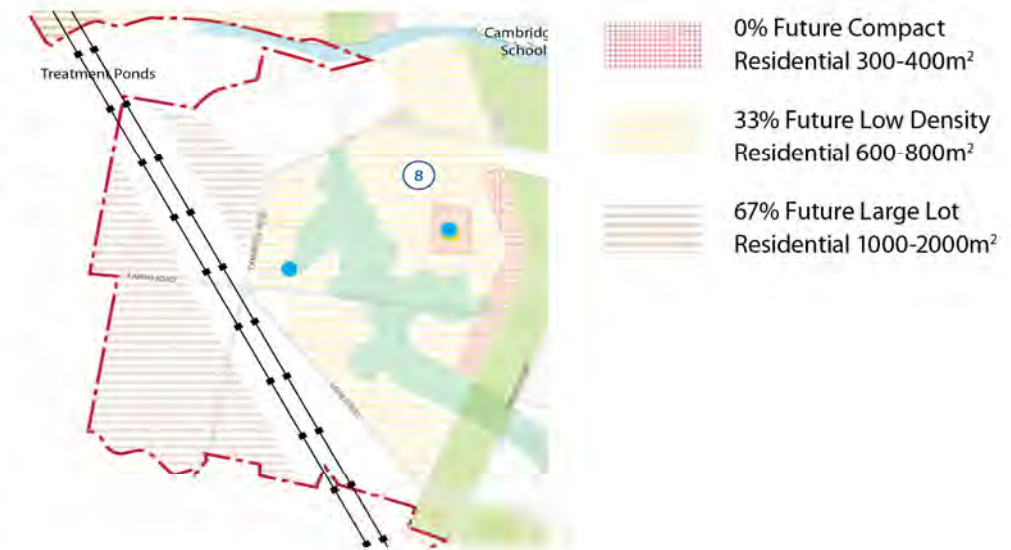 Cambridg
School
Treatment Ponds
8
0% Future Compact
Residential 300-400m²
33% Future Low Density
Residential 600-800m²
67% Future Large Lot
Residential 1000-2000m²